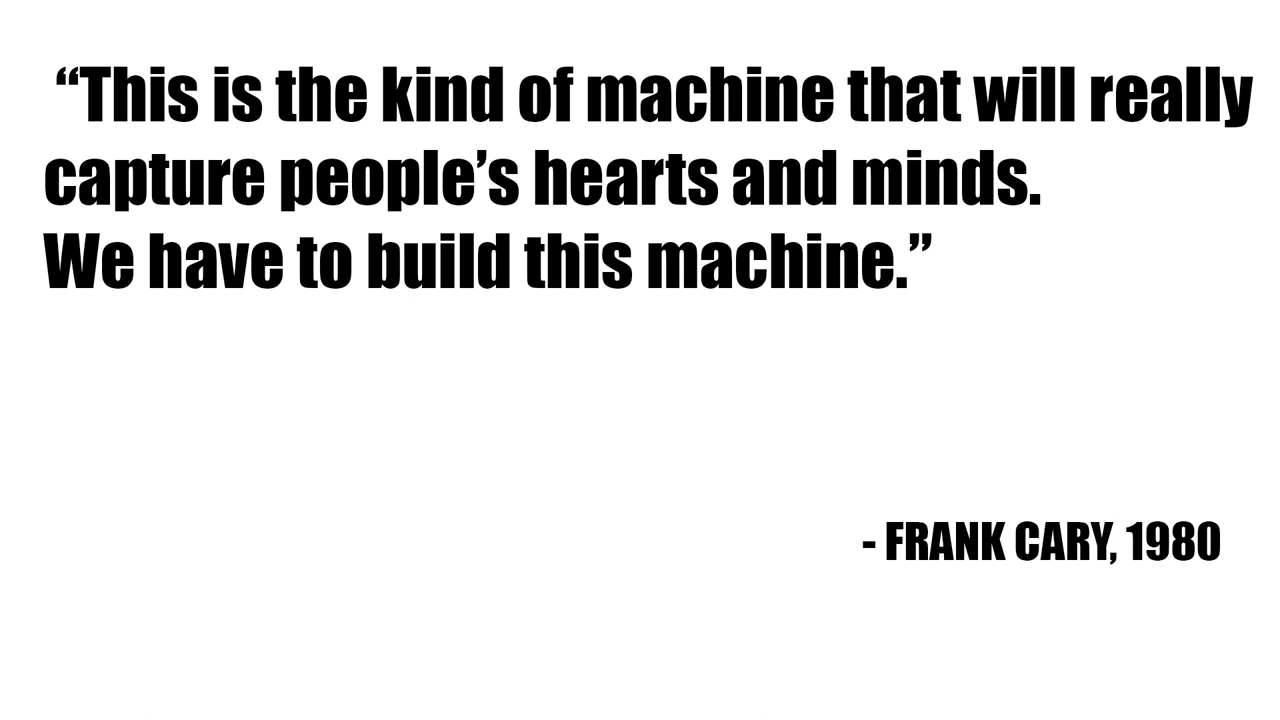 “This is the kind of machine that will really
capture people’s hearts and minds.
We have to build this machine.”
- FRANK CARY, 1980